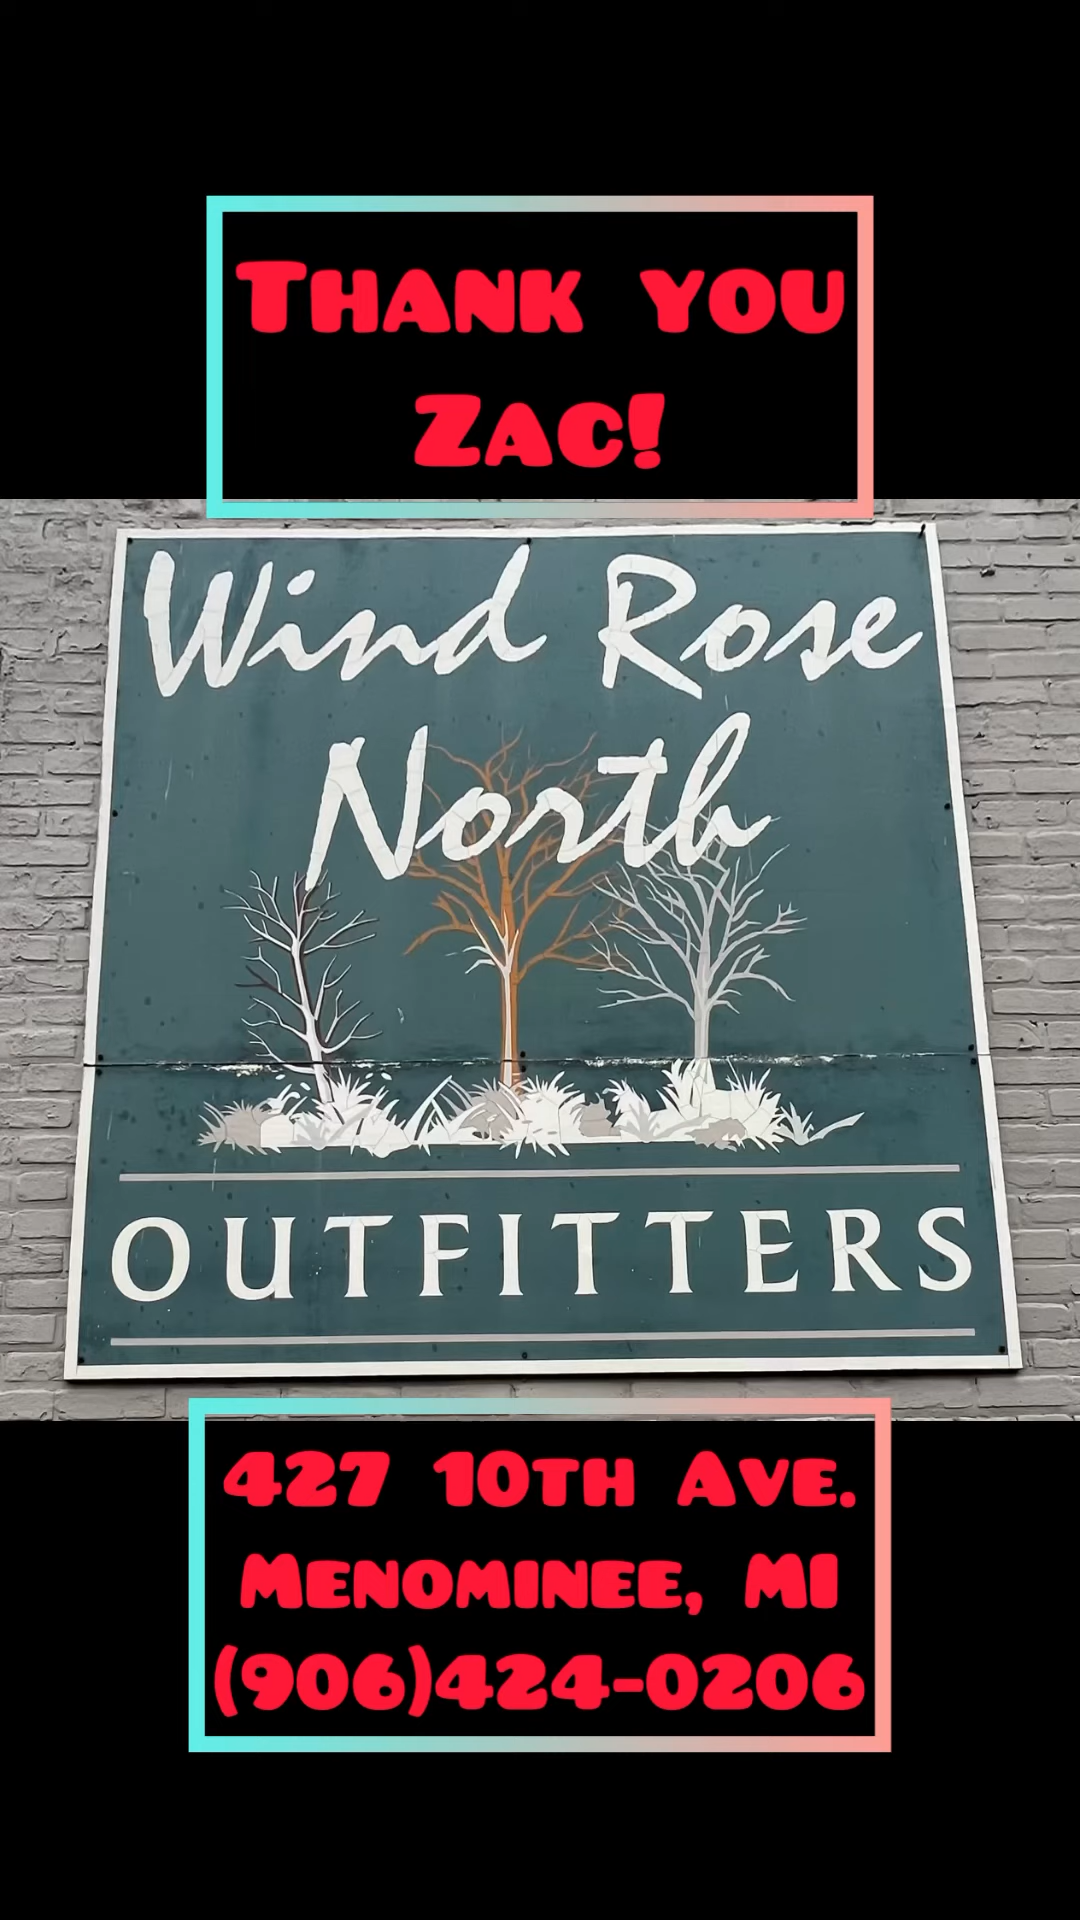 Thank you
Zac!
Wind Rose
North
OUTFITTERS
427 10th Ave.
Menominee, MI
(906)424-0206